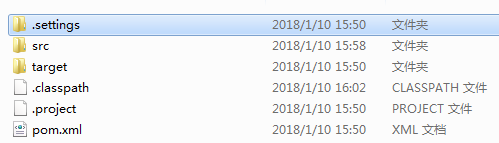 .settings 2018/1/10 15:50 文件夹
src 2018/1/10 15:58 文件夹
target 2018/1/10 15:50 文件夹
.classpath 2018/1/10 16:02 CLASSPATH 文件
.project 2018/1/10 15:50 PROJECT 文件
pom.xml 2018/1/10 15:50 XML 文档